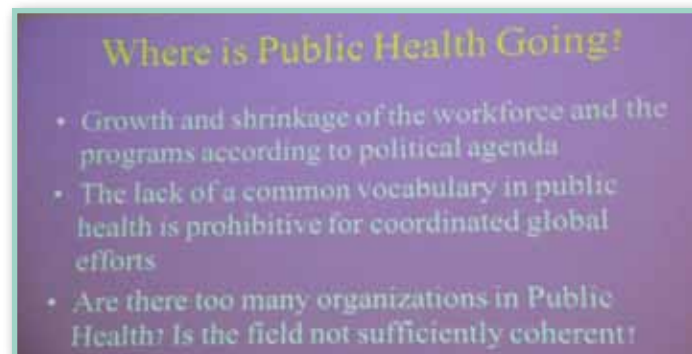 Where is Public Health Going?
• Growth and shrinkage of the workforce and the
programs according to political agenda
• The lack of a common vocabulary in public
health is prohibitive for coordinated global
efforts
• Are there too many organizations in Public
Health? Is the field not sufficiently coherent?